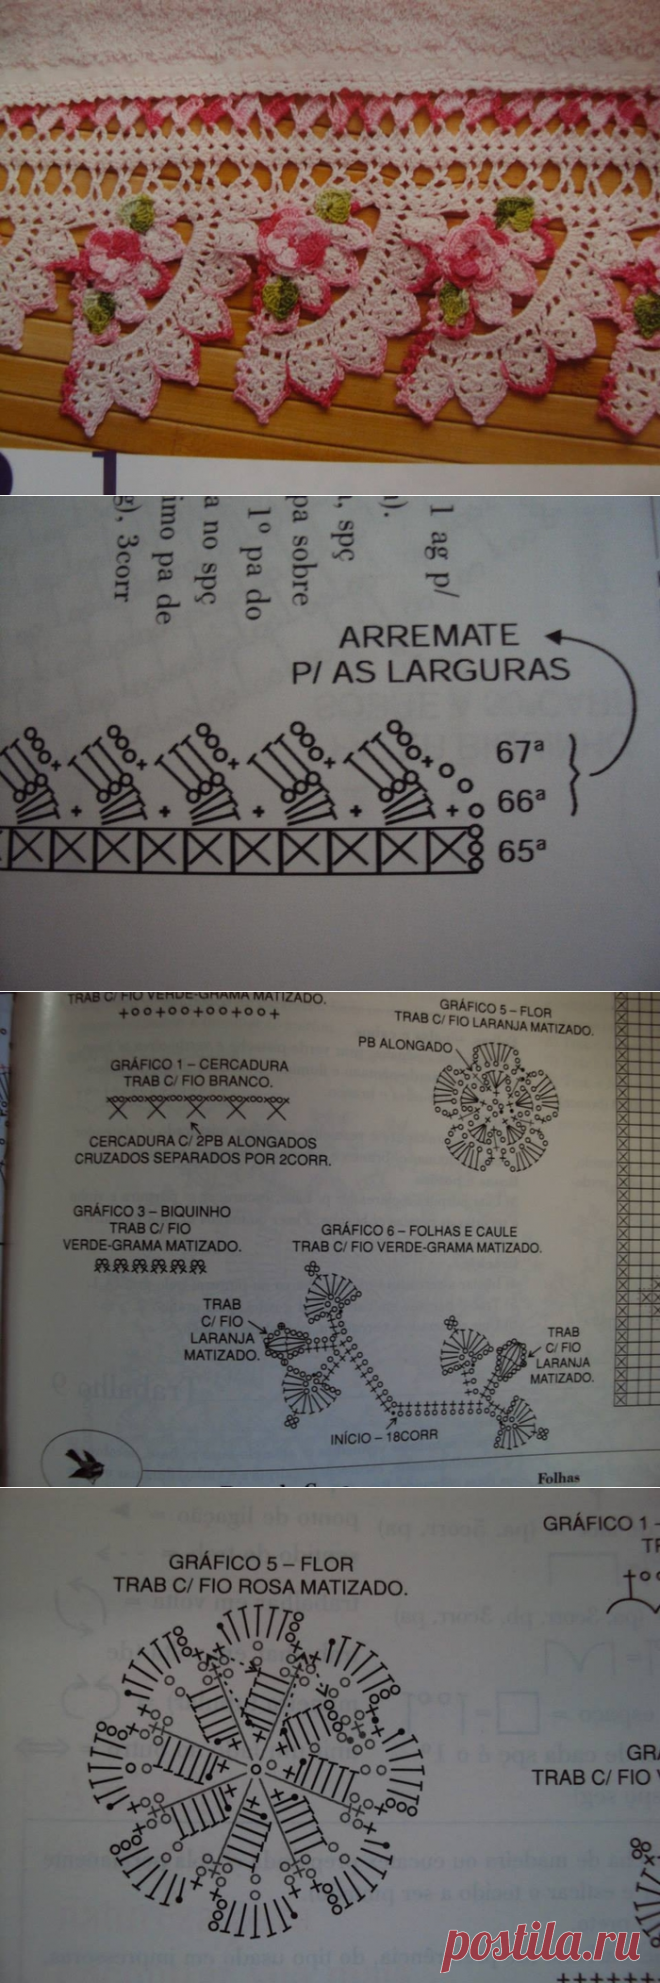 1
1 ag p/
a).
a, spç
pa sobre
1º pa do
a no spç
imo pa de
g), 3corr
ARREMATE
P/ AS LARGURAS
67ª
66ª
65ª
TRAB C/ FIO VERDE-GRAMA MATIZADO.
GRÁFICO 5 – FLOR
TRAB C/ FIO LARANJA MATIZADO.
PB ALONGADO
GRÁFICO 1 – CERCADURA
TRAB C/ FIO BRANCO.
CERCADURA C/ 2PB ALONGADOS
CRUZADOS SEPARADOS POR 2CORR.
GRÁFICO 3 – BIQUINHO
TRAB C/ FIO
VERDE-GRAMA MATIZADO.
GRÁFICO 6 – FOLHAS E CAULE
TRAB C/ FIO VERDE-GRAMA MATIZADO.
TRAB
C/ FIO
LARANJA
MATIZADO.
TRAB
C/ FIO
LARANJA
MATIZADO.
INÍCIO – 18CORR
Folhas
GRÁFICO 1 -
GRÁFICO 5 – FLOR
TRAB C/ FIO ROSA MATIZADO.
GRÁ
TRAB C/ FIO V
postila.ru